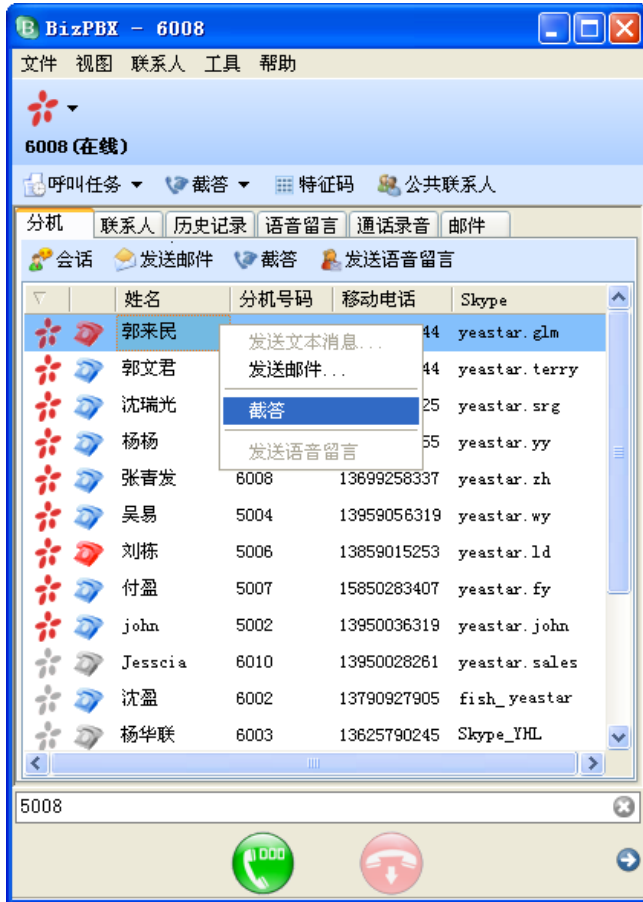 BizPBX - 6008
文件 视图 联系人 工具 帮助
6008 (在线)
呼叫任务 截答 特征码 公共联系人
分机 联系人 历史记录 语音留言 通话录音 邮件
会话 发送邮件 截答 发送语音留言
姓名 分机号码 移动电话 Skype
郭来民 44 yeastar.glm
发送文本消息...
郭文君 44 yeastar.terry
发送邮件...
沈瑞光 25 yeastar.srg
截答
杨杨 55 yeastar.yy
发送语音留言
张青发 6008 13699258337 yeastar.zh
吴易 5004 13959056319 yeastar.wy
刘栋 5006 13859015253 yeastar.ld
付盈 5007 15850283407 yeastar.fy
john 5002 13950036319 yeastar.john
Jesscia 6010 13950028261 yeastar.sales
沈盈 6002 13790927905 fish_yeastar
杨华联 6003 13625790245 Skype_YHL
5008